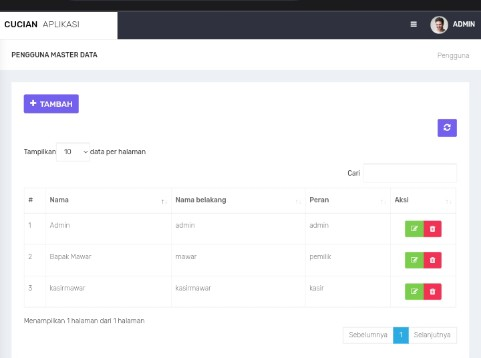 CUCIAN APLIKASI
ADMIN
PENGGUNA MASTER DATA
Pengguna
+ TAMBAH
Tampilkan 10 data per halaman
Cari
# Nama Nama belakang Peran Aksi
1 Admin admin admin
2 Bapak Mawar mawar pemilik
3 kasirmawar kasirmawar kasir
Menampilkan 1 halaman dari 1 halaman
Sebelumnya 1 Selanjutnya